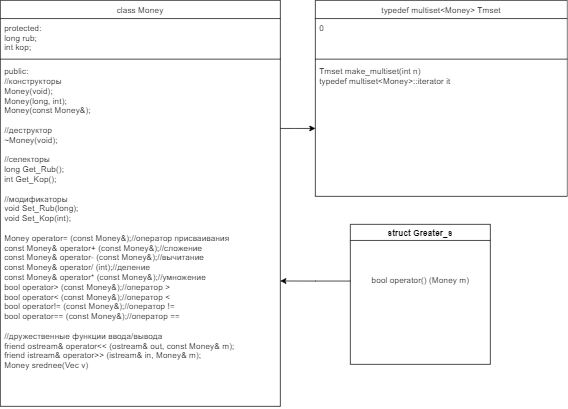 class Money
protected:
long rub;
int kop;
public:
//конструкторы
Money(void);
Money(long, int);
Money(const Money&);
//деструктор
~Money(void);
//селекторы
long Get_Rub();
int Get_Kop();
//модификаторы
void Set_Rub(long);
void Set_Kop(int);
Money operator= (const Money&);//оператор присваивания
const Money& operator+ (const Money&);//сложение
const Money& operator- (const Money&);//вычитание
const Money& operator/ (int);//деление
const Money& operator* (const Money&);//умножение
bool operator> (const Money&);//оператор >
bool operator< (const Money&);//оператор <
bool operator!= (const Money&);//оператор !=
bool operator== (const Money&);//оператор ==
//дружественные функции ввода/вывода
friend ostream& operator<< (ostream& out, const Money& m);
friend istream& operator>> (istream& in, Money& m);
Money srednee(Vec v)
typedef multiset<Money> Tmset
0
Tmset make_multiset(int n)
typedef multiset<Money>::iterator it
struct Greater_s
bool operator() (Money m)